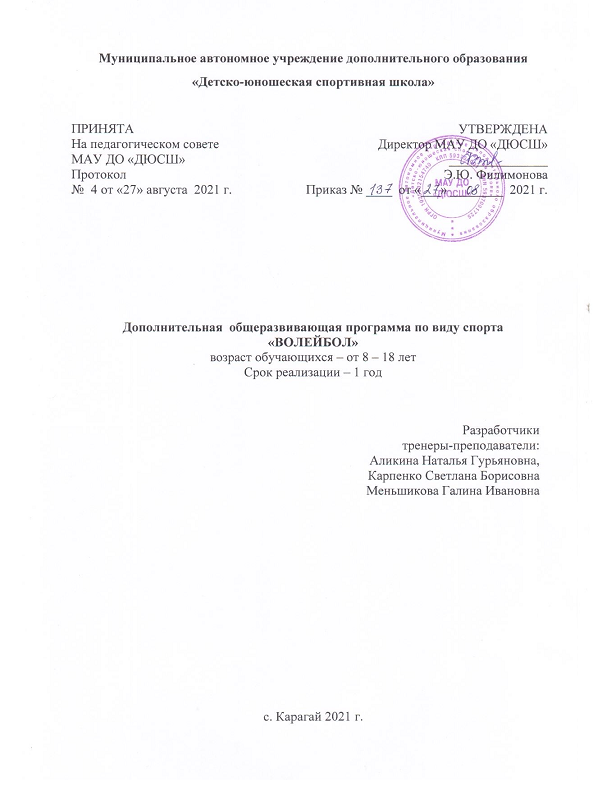 Муниципальное автономное учреждение дополнительного образования
«Детско-юношеская спортивная школа»
ПРИНЯТА
На педагогическом совете
МАУ ДО «ДЮСШ»
Протокол
№ 4 от «27» августа 2021 г.
УТВЕРЖДЕНА
Директор МАУ ДО «ДЮСШ»
Э.Ю. Филимонова
Приказ № 137 от «27» 08 2021 г.
МАУ ДО
"ДЮСШ"
Дополнительная общеразвивающая программа по виду спорта
«ВОЛЕЙБОЛ»
возраст обучающихся – от 8 – 18 лет
Срок реализации – 1 год
Разработчики
тренеры-преподаватели:
Аликина Наталья Гурьяновна,
Карпенко Светлана Борисовна
Меньшикова Галина Ивановна
с. Карагай 2021 г.